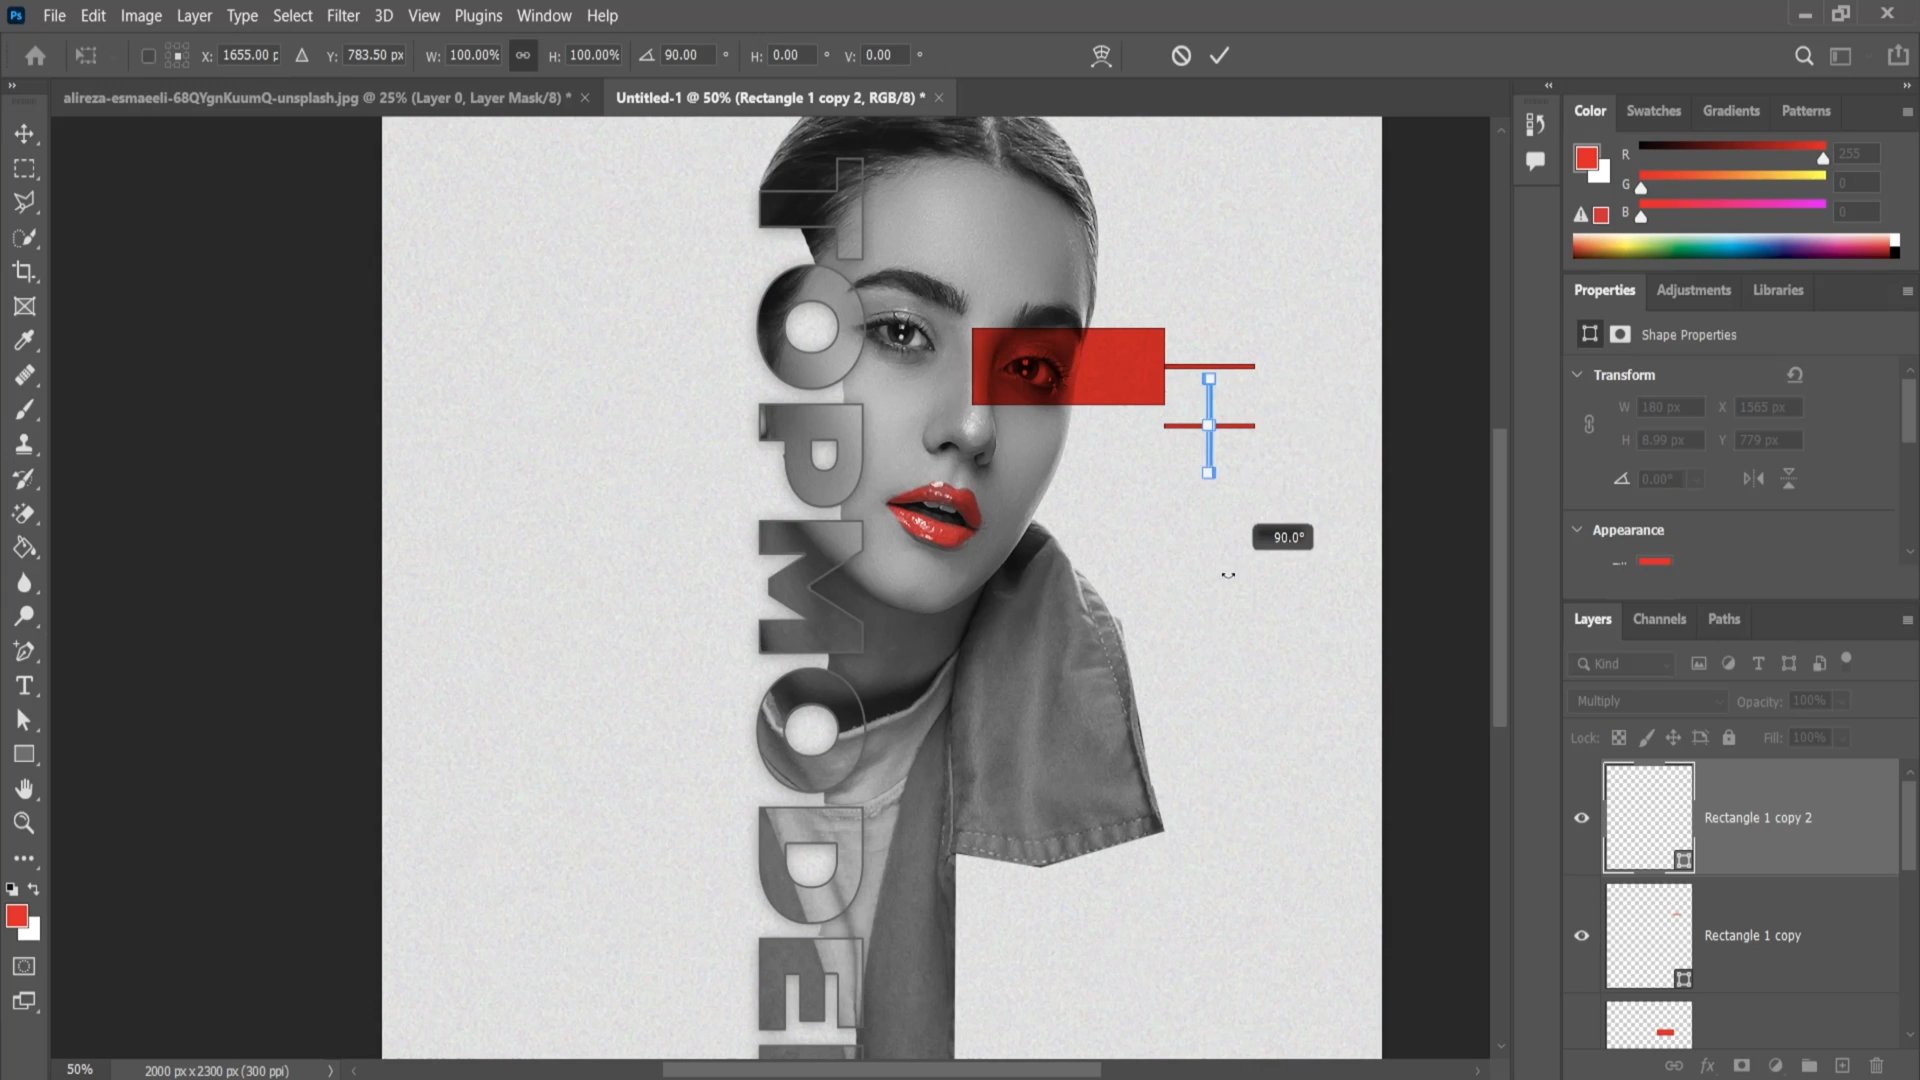 Ps File Edit Image Layer Type Select Filter 3D View Plugins Window Help
X: 1655.00 p Y: 783.50 px W: 100.00% H: 100.00% 90.00 ° H: 0.00 ° V: 0.00 °
alireza-esmaeeli-68QYgnKuumQ-unsplash.jpg @ 25% (Layer 0, Layer Mask/8) * ×
Untitled-1 @ 50% (Rectangle 1 copy 2, RGB/8) * ×
TOPMODE
90.0°
Color Swatches Gradients Patterns
R 255
G 0
B 0
Properties Adjustments Libraries
Shape Properties
Transform
W 180 px X 1565 px
H 8.99 px Y 779 px
0.00°
Appearance
Layers Channels Paths
Kind
Multiply Opacity: 100%
Lock: Fill: 100%
Rectangle 1 copy 2
Rectangle 1 copy
fx
50% 2000 px x 2300 px (300 ppi)